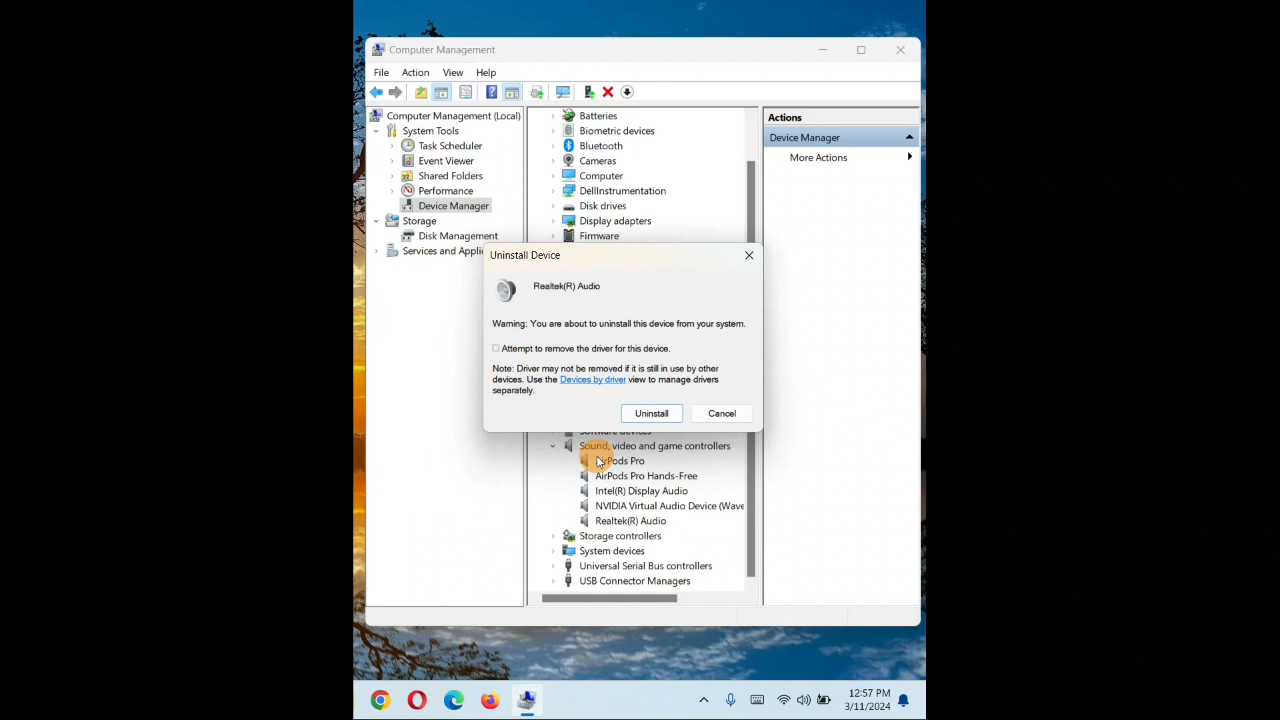 Computer Management
File Action View Help
Computer Management (Local)
System Tools
Task Scheduler
Event Viewer
Shared Folders
Performance
Device Manager
Storage
Disk Management
Services and Applic
Batteries
Biometric devices
Bluetooth
Cameras
Computer
DellInstrumentation
Disk drives
Display adapters
Firmware
Actions
Device Manager
More Actions
Uninstall Device
Realtek(R) Audio
Warning: You are about to uninstall this device from your system.
Attempt to remove the driver for this device.
Note: Driver may not be removed if it is still in use by other
devices. Use the Devices by driver view to manage drivers
separately.
Uninstall Cancel
Software devices
Sound, video and game controllers
AirPods Pro
AirPods Pro Hands-Free
Intel(R) Display Audio
NVIDIA Virtual Audio Device (Wave
Realtek(R) Audio
Storage controllers
System devices
Universal Serial Bus controllers
USB Connector Managers
12:57 PM
3/11/2024